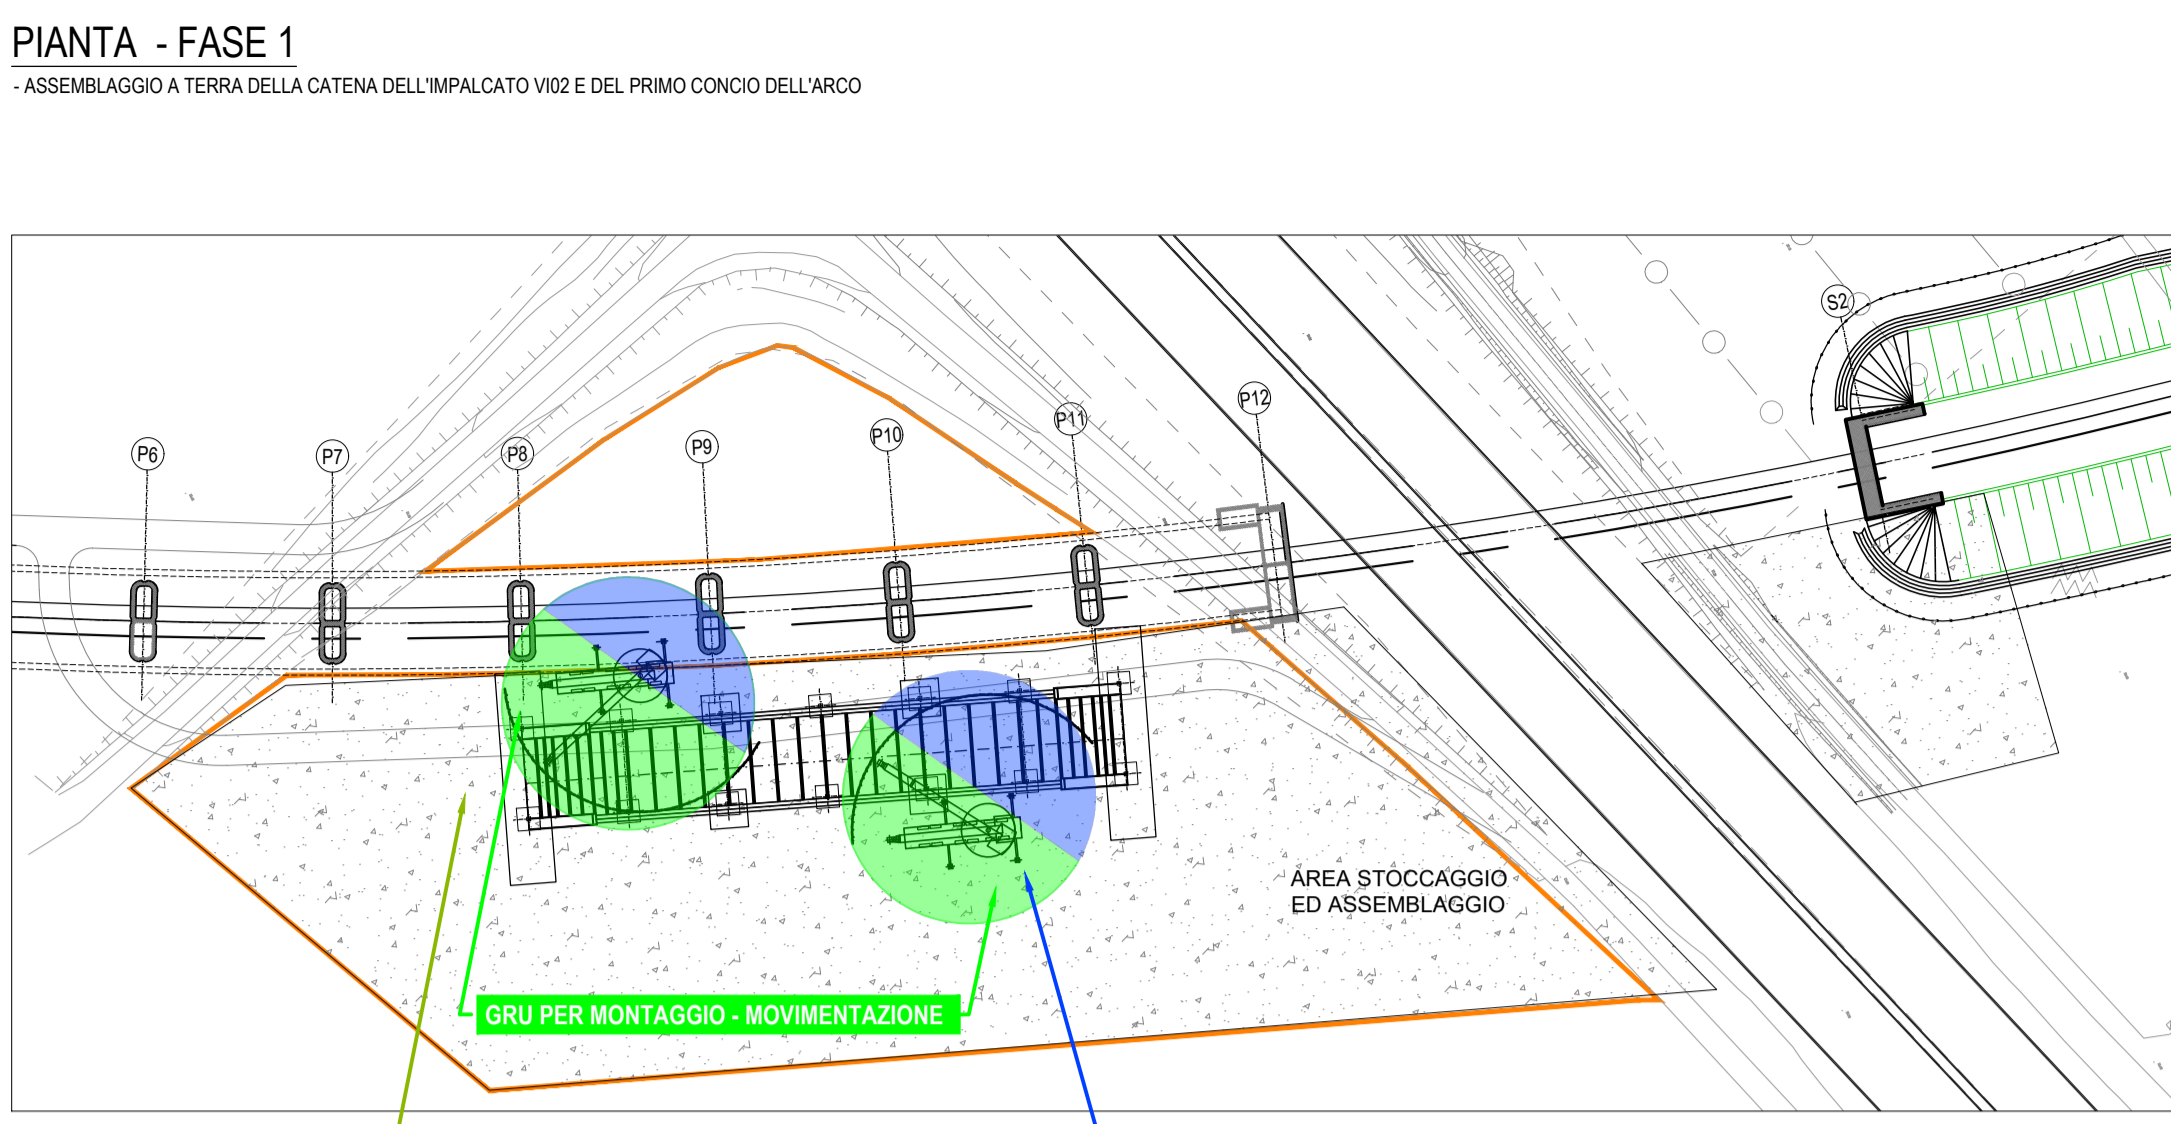 PIANTA - FASE 1
- ASSEMBLAGGIO A TERRA DELLA CATENA DELL'IMPALCATO VI02 E DEL PRIMO CONCIO DELL'ARCO
S2
P12
P11
P10
P9
P8
P7
P6
AREA STOCCAGGIO
ED ASSEMBLAGGIO
GRU PER MONTAGGIO - MOVIMENTAZIONE